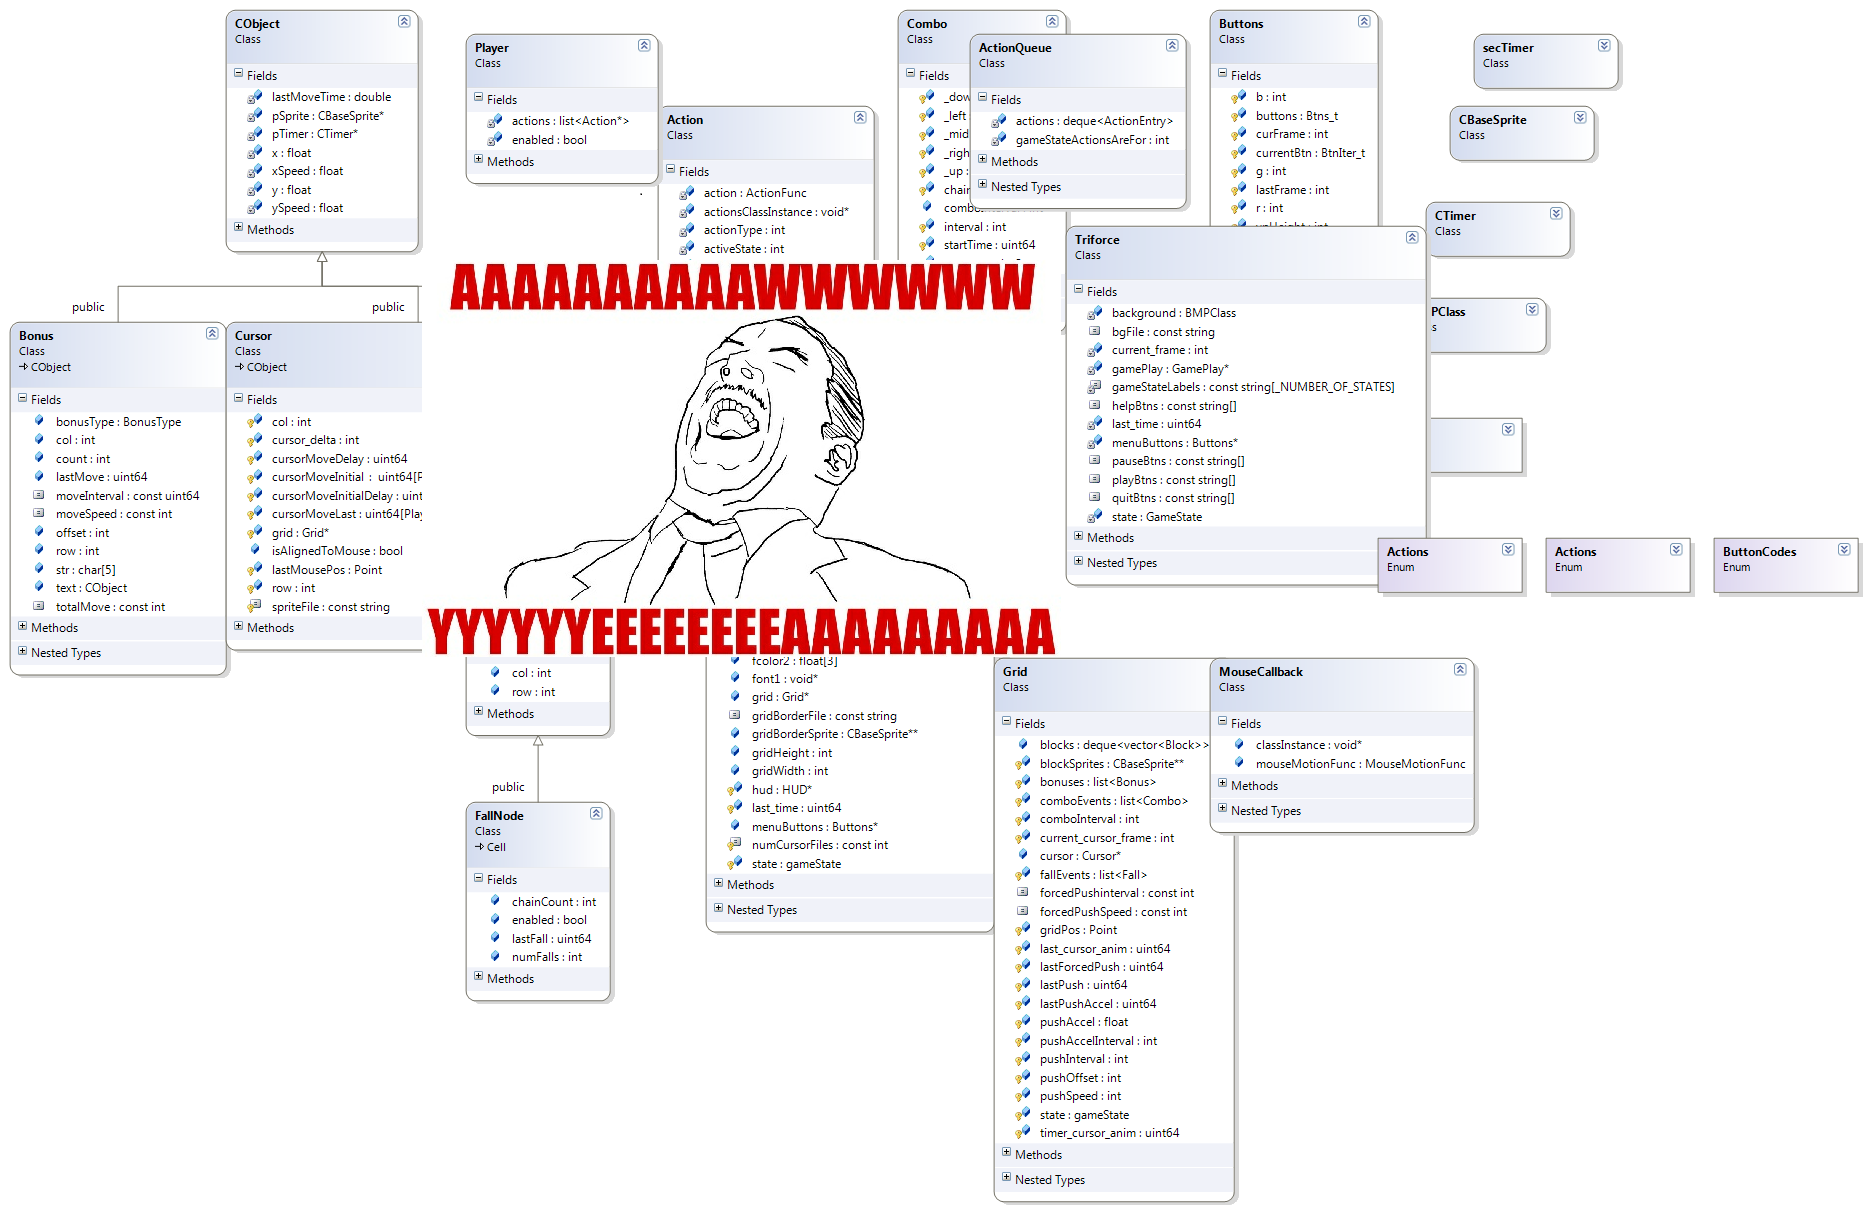 CObject
Class
Fields
lastMoveTime : double
pSprite : CBaseSprite*
pTimer : CTimer*
x : float
xSpeed : float
y : float
ySpeed : float
Methods
public
public
Bonus
Class
CObject
Fields
bonusType : BonusType
col : int
count : int
lastMove : uint64
moveInterval : const uint64
moveSpeed : const int
offset : int
row : int
str : char[5]
text : CObject
totalMove : const int
Methods
Nested Types
Cursor
Class
CObject
Fields
col : int
cursor_delta : int
cursorMoveDelay : uint64
cursorMoveInitial : uint64[
cursorMoveInitialDelay :
cursorMoveLast : uint64[
grid : Grid*
isAlignedToMouse : bool
lastMousePos : Point
row : int
spriteFile : const string
Methods
Player
Class
Fields
actions : list<Action*>
enabled : bool
Methods
Action
Class
Fields
action : ActionFunc
actionsClassInstance : void*
actionType : int
activeState : int
Combo
Class
Fields
interval : int
startTime : uint64
ActionQueue
Class
Fields
actions : deque<ActionEntry>
gameStateActionsAreFor : int
Methods
Nested Types
Buttons
Class
Fields
b : int
buttons : Btns_t
curFrame : int
currentBtn : BtnIter_t
g : int
lastFrame : int
r : int
secTimer
Class
CBaseSprite
Class
CTimer
Class
PClass
Triforce
Class
Fields
background : BMPClass
bgFile : const string
current_frame : int
gamePlay : GamePlay*
gameStateLabels : const string[_NUMBER_OF_STATES]
helpBtns : const string[]
last_time : uint64
menuButtons : Buttons*
pauseBtns : const string[]
playBtns : const string[]
quitBtns : const string[]
state : GameState
Methods
Nested Types
Actions
Enum
Actions
Enum
ButtonCodes
Enum
AAAAAAAAAAWWWWWW
YYYYYYEEEEEEEEAAAAAAAAA
col : int
row : int
Methods
public
FallNode
Class
Cell
Fields
chainCount : int
enabled : bool
lastFall : uint64
numFalls : int
Methods
fcolor2 : float[3]
font1 : void*
grid : Grid*
gridBorderFile : const string
gridBorderSprite : CBaseSprite**
gridHeight : int
gridWidth : int
hud : HUD*
last_time : uint64
menuButtons : Buttons*
numCursorFiles : const int
state : gameState
Methods
Nested Types
Grid
Class
Fields
blocks : deque<vector<Block>>
blockSprites : CBaseSprite**
bonuses : list<Bonus>
comboEvents : list<Combo>
comboInterval : int
current_cursor_frame : int
cursor : Cursor*
fallEvents : list<Fall>
forcedPushinterval : const int
forcedPushSpeed : const int
gridPos : Point
last_cursor_anim : uint64
lastForcedPush : uint64
lastPush : uint64
lastPushAccel : uint64
pushAccel : float
pushAccelInterval : int
pushInterval : int
pushOffset : int
pushSpeed : int
state : gameState
timer_cursor_anim : uint64
Methods
Nested Types
MouseCallback
Class
Fields
classInstance : void*
mouseMotionFunc : MouseMotionFunc
Methods
Nested Types